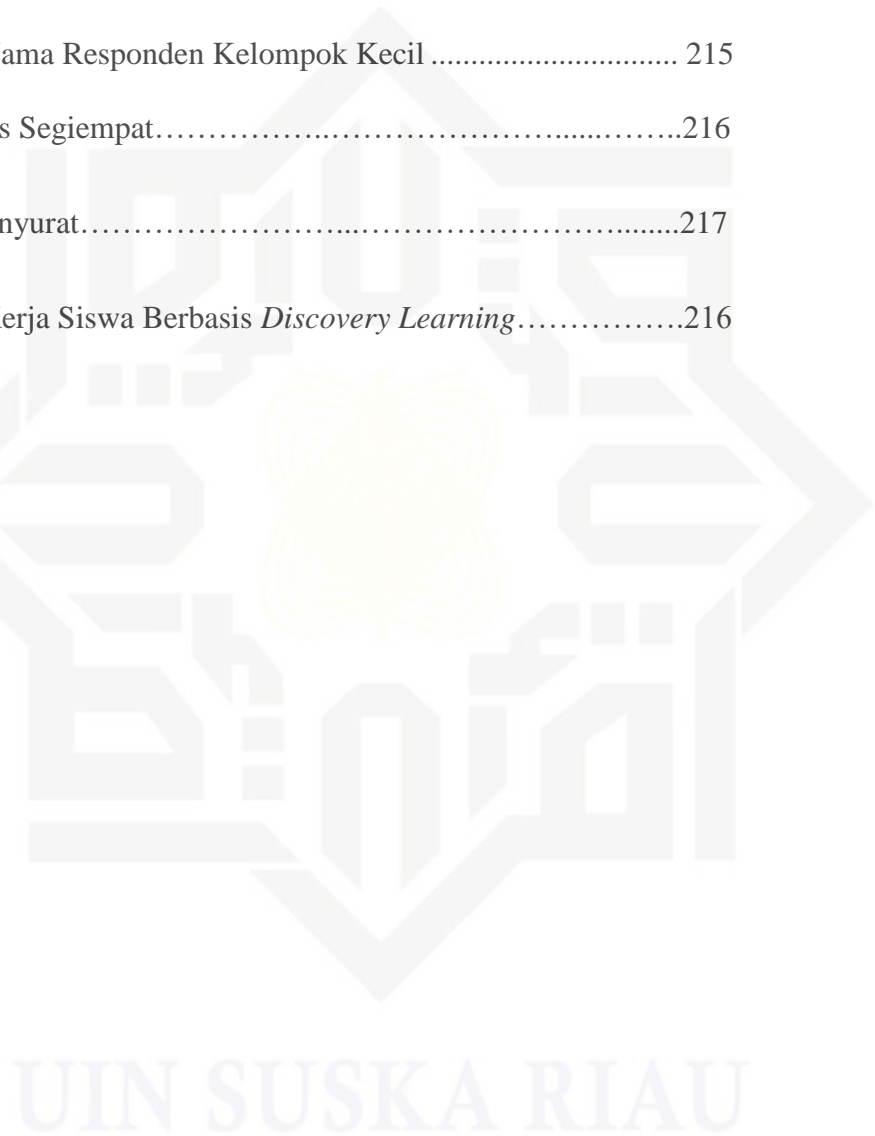 ama Responden Kelompok Kecil ............................. 215
s Segiempat……………..…………………......……..216
nyurat……………………...……………………........217
erja Siswa Berbasis Discovery Learning…………….216
UIN SUSKA RIAU